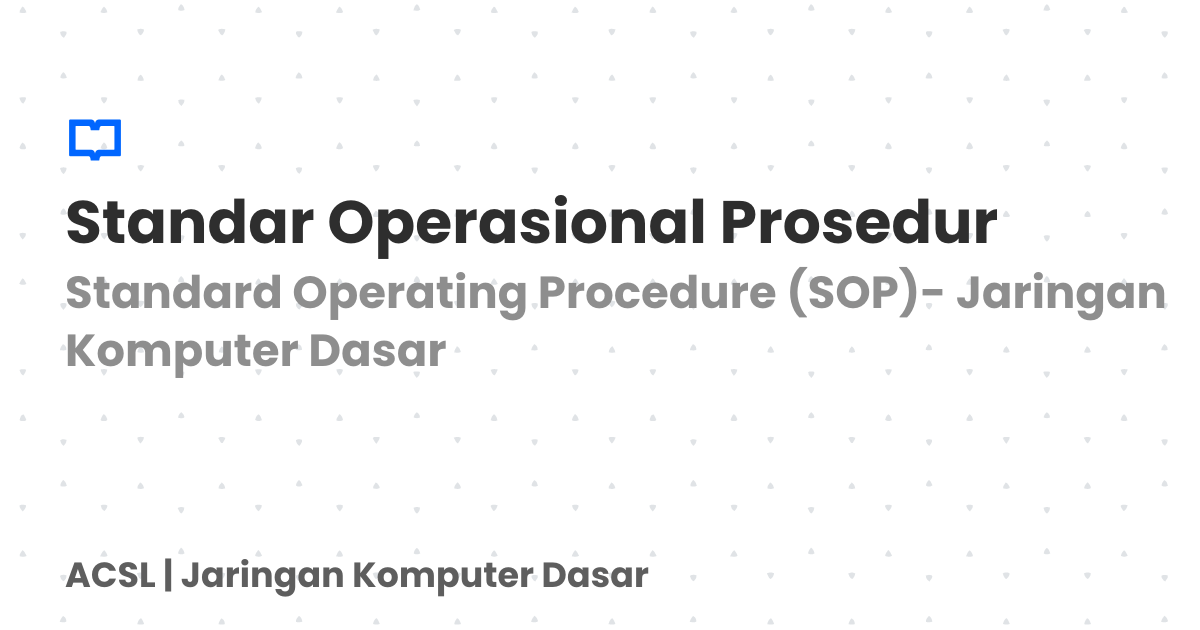 Standar Operasional Prosedur
Standard Operating Procedure (SOP)- Jaringan
Komputer Dasar
ACSL | Jaringan Komputer Dasar